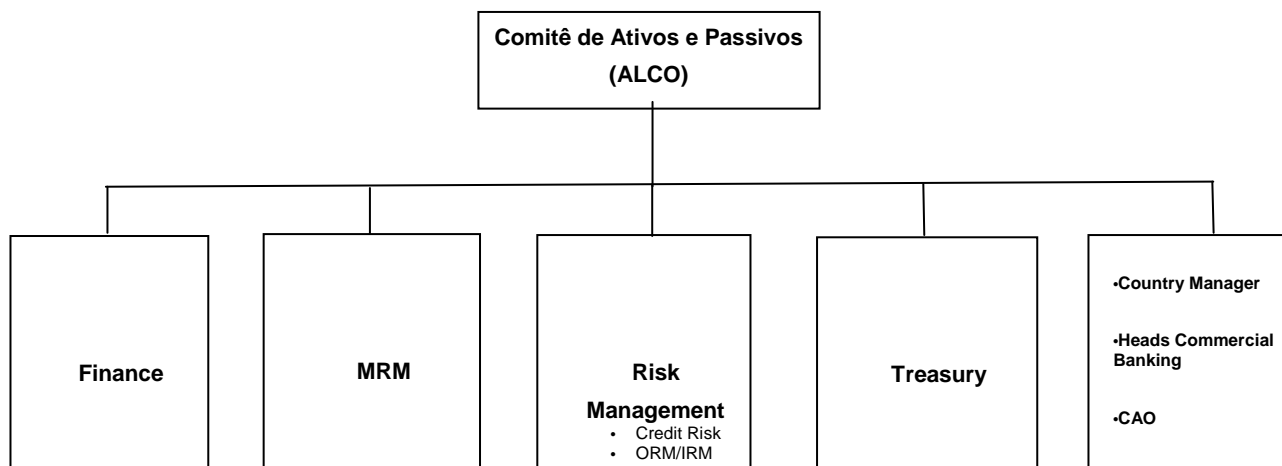 Comitê de Ativos e Passivos
(ALCO)
Finance
MRM
Risk
Management
• Credit Risk
• ORM/IRM
Treasury
•Country Manager
•Heads Commercial
Banking
•CAO